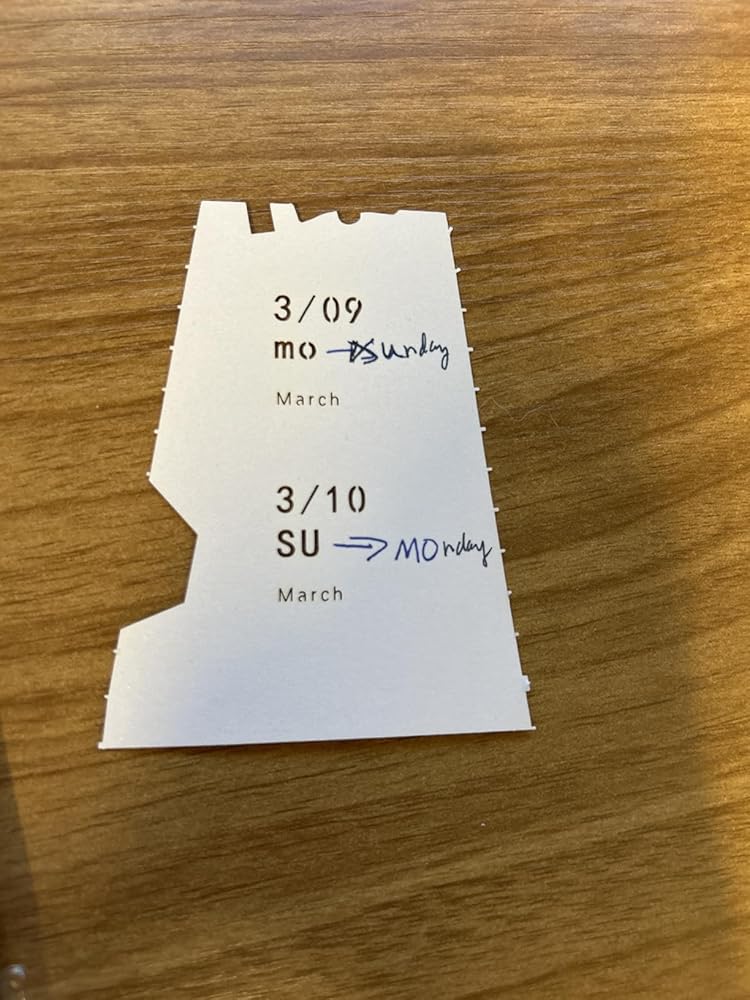 3/09
mo → Sunday
March
3/10
SU → MOnday
March